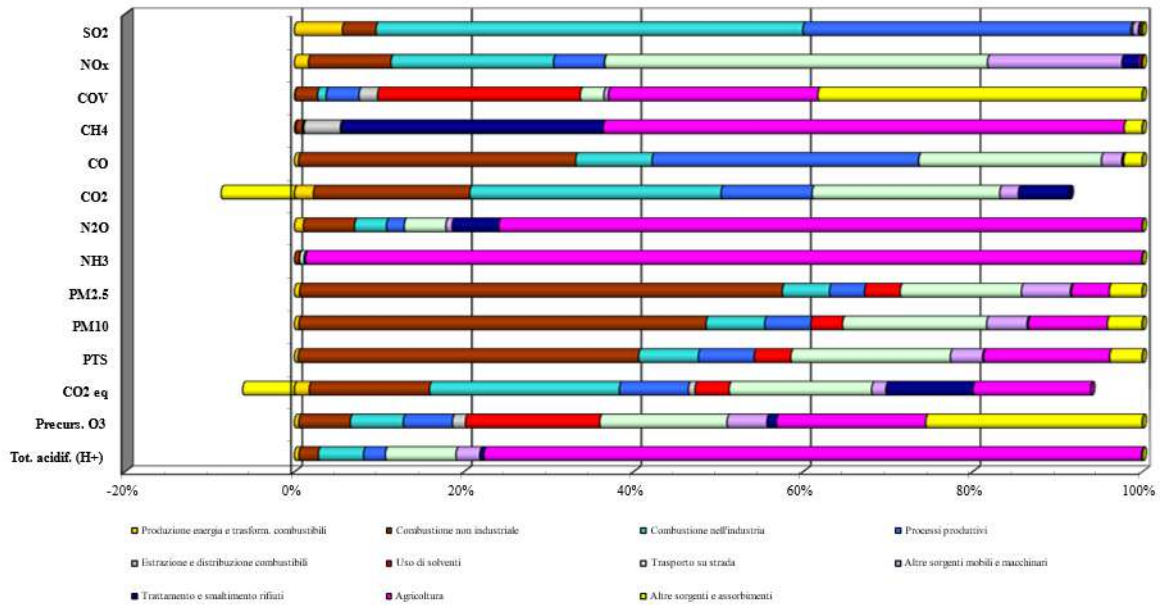 SO2
NOx
COV
CH4
CO
CO2
N2O
NH3
PM2.5
PM10
PTS
CO2 eq
Precurs. O3
Tot. acidif. (H+)
-20% 0% 20% 40% 60% 80% 100%
Produzione energia e trasform. combustibili Combustione non industriale Combustione nell'industria Processi produttivi
Estrazione e distribuzione combustibili Uso di solventi Trasporto su strada Altre sorgenti mobili e macchinari
Trattamento e smaltimento rifiuti Agricoltura Altre sorgenti e assorbimenti